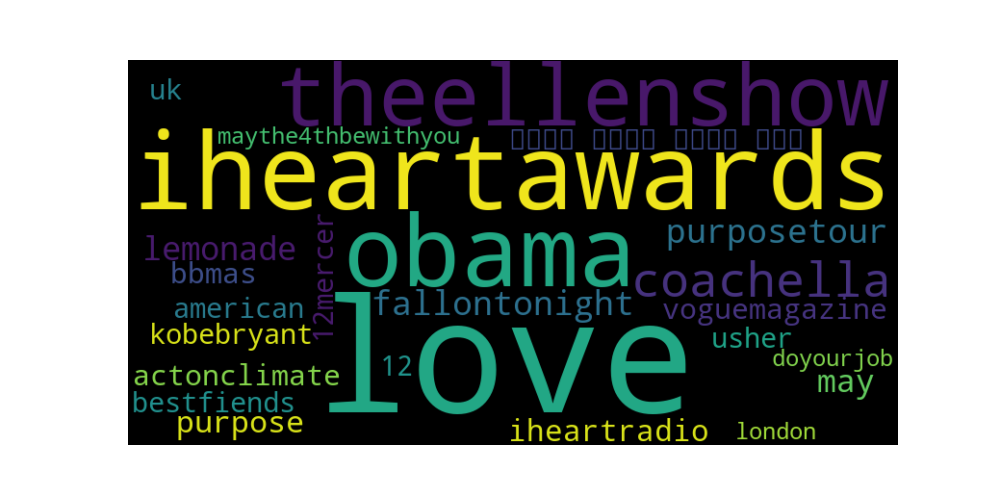 uk
theellenshow
maythe4thbewithyou
iheartawards
lemonade
12mercer
obama
purposetour
bbmas
coachella
american
fallontonight
voguemagazine
kobebryant
love
usher
12
doyourjob
actonclimate
may
bestfiends
purpose
iheartradio
london